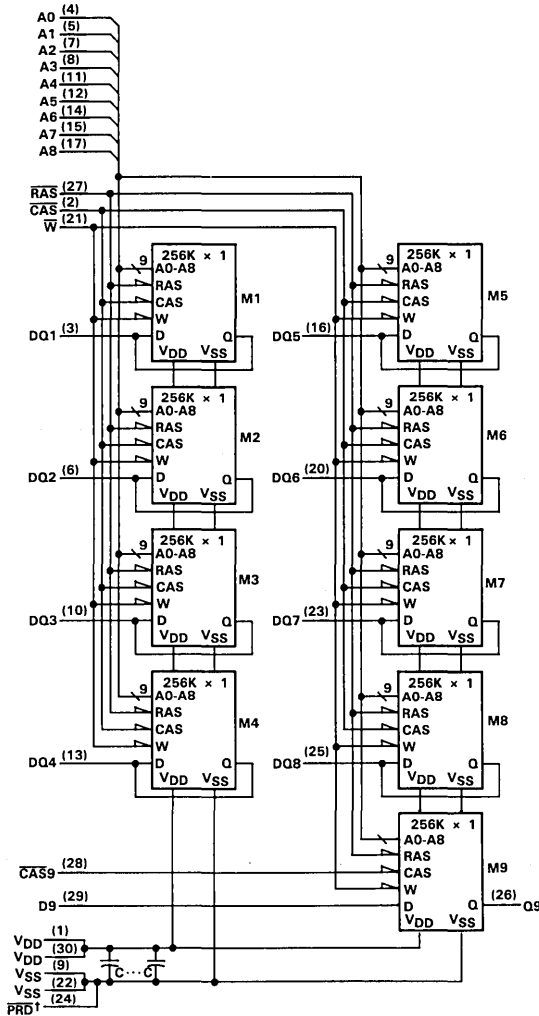 A0 (4)
A1 (5)
A2 (7)
A3 (8)
A4 (11)
A5 (12)
A6 (14)
A7 (15)
A8 (17)
RAS (27)
CAS (2)
W (21)
256K × 1
9
A0-A8
RAS
CAS
W
D
Q
VDD VSS
M1
DQ1 (3)
256K × 1
9
A0-A8
RAS
CAS
W
D
Q
VDD VSS
M2
DQ2 (6)
256K × 1
9
A0-A8
RAS
CAS
W
D
Q
VDD VSS
M3
DQ3 (10)
256K × 1
9
A0-A8
RAS
CAS
W
D
Q
VDD VSS
M4
DQ4 (13)
256K × 1
9
A0-A8
RAS
CAS
W
D
Q
VDD VSS
M5
DQ5 (16)
256K × 1
9
A0-A8
RAS
CAS
W
D
Q
VDD VSS
M6
DQ6 (20)
256K × 1
9
A0-A8
RAS
CAS
W
D
Q
VDD VSS
M7
DQ7 (23)
256K × 1
9
A0-A8
RAS
CAS
W
D
Q
VDD VSS
M8
DQ8 (25)
256K × 1
9
A0-A8
RAS
CAS
W
D
Q
VDD VSS
M9
CAS9 (28)
D9 (29)
(26) Q9
VDD (1)
VDD (30)
VSS (9)
VSS (22)
PRD† (24)
C···C